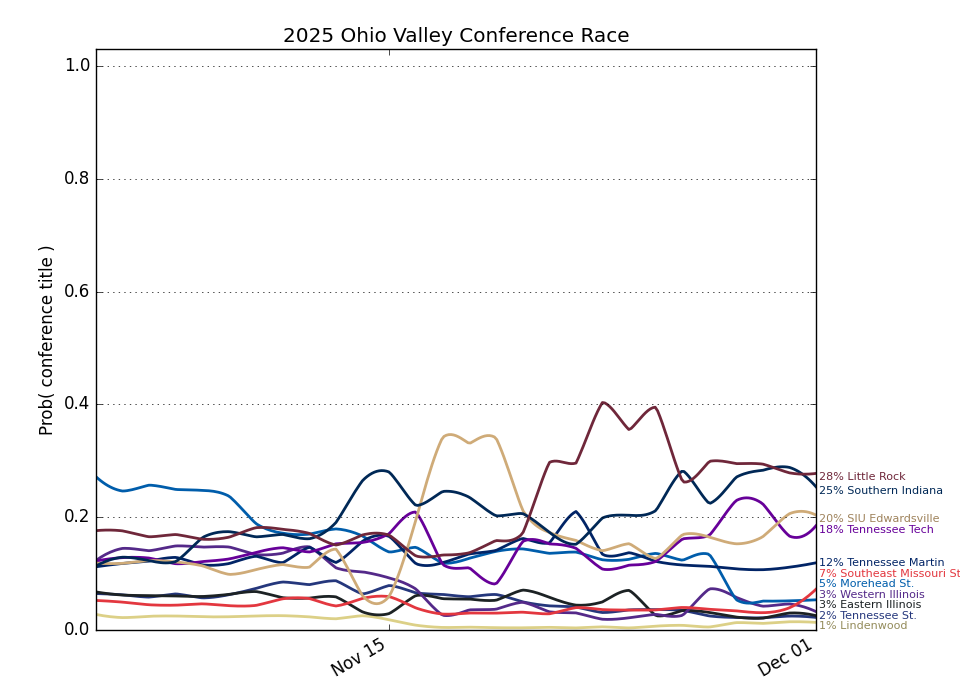 2025 Ohio Valley Conference Race
Prob( conference title )
1.0
0.8
0.6
0.4
0.2
0.0
Nov 15
Dec 01
28% Little Rock
25% Southern Indiana
20% SIU Edwardsville
18% Tennessee Tech
12% Tennessee Martin
7% Southeast Missouri St
5% Morehead St.
3% Western Illinois
3% Eastern Illinois
2% Tennessee St.
1% Lindenwood